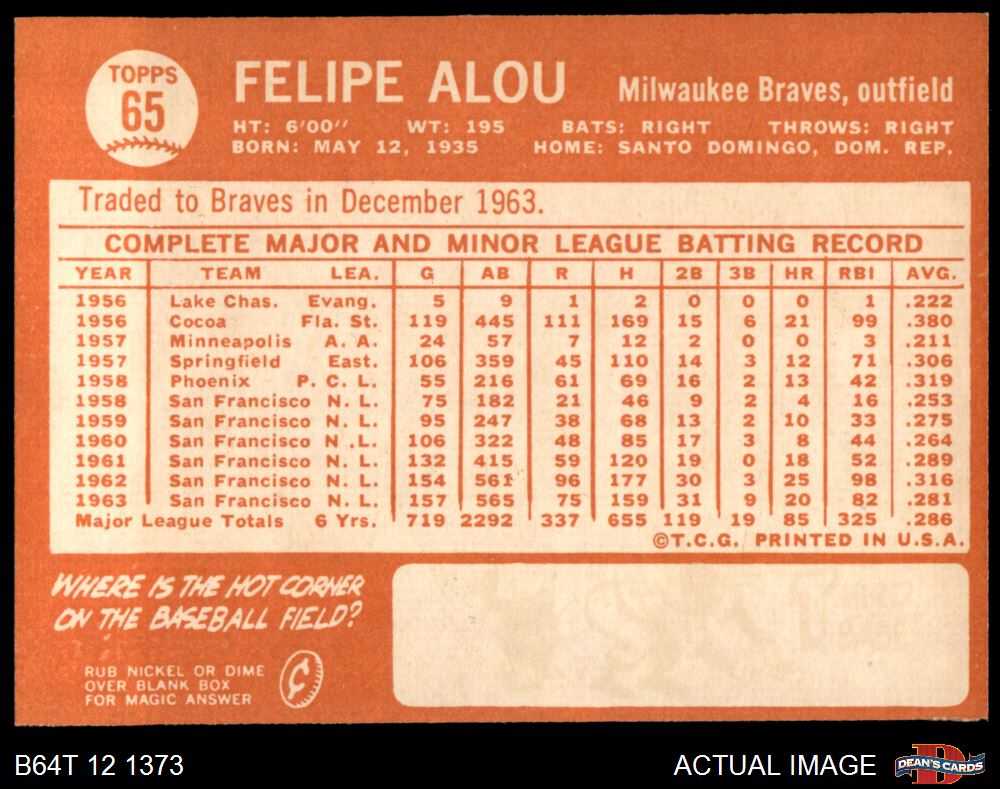 TOPPS
65
FELIPE ALOU Milwaukee Braves, outfield
HT: 6'00" WT: 195 BATS: RIGHT THROWS: RIGHT
BORN: MAY 12, 1935 HOME: SANTO DOMINGO, DOM. REP.
Traded to Braves in December 1963.
COMPLETE MAJOR AND MINOR LEAGUE BATTING RECORD
YEAR TEAM LEA. G AB R H 2B 3B HR RBI AVG.
1956 Lake Chas. Evang. 5 9 1 2 0 0 0 1 .222
1956 Cocoa Fla. St. 119 445 111 169 15 6 21 99 .380
1957 Minneapolis A. A. 24 57 7 12 2 0 0 3 .211
1957 Springfield East. 106 359 45 110 14 3 12 71 .306
1958 Phoenix P. C. L. 55 216 61 69 16 2 13 42 .319
1958 San Francisco N. L. 75 182 21 46 9 2 4 16 .253
1959 San Francisco N. L. 95 247 38 68 13 2 10 33 .275
1960 San Francisco N .L. 106 322 48 85 17 3 8 44 .264
1961 San Francisco N. L. 132 415 59 120 19 0 18 52 .289
1962 San Francisco N. L. 154 561 96 177 30 3 25 98 .316
1963 San Francisco N. L. 157 565 75 159 31 9 20 82 .281
Major League Totals 6 Yrs. 719 2292 337 655 119 19 85 325 .286
©T.C.G. PRINTED IN U.S.A.
WHERE IS THE HOT CORNER
ON THE BASEBALL FIELD?
RUB NICKEL OR DIME
OVER BLANK BOX
FOR MAGIC ANSWER
¢
B64T 12 1373 ACTUAL IMAGE
DEAN'S CARDS